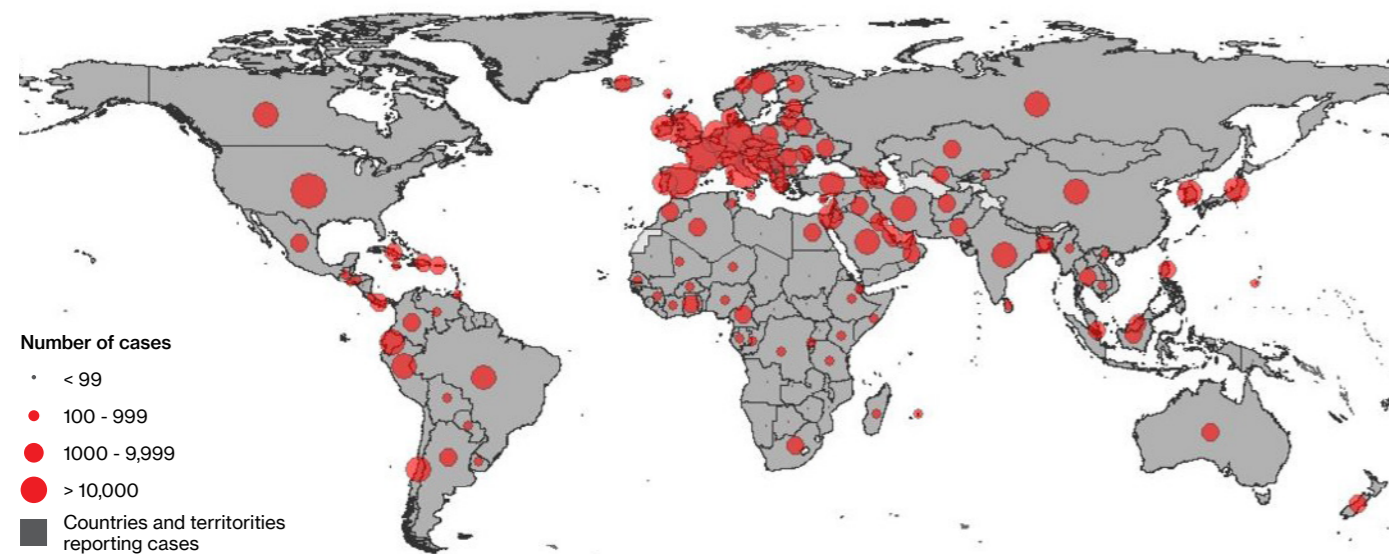 Number of cases
< 99
100 - 999
1000 - 9,999
> 10,000
Countries and territories
reporting cases